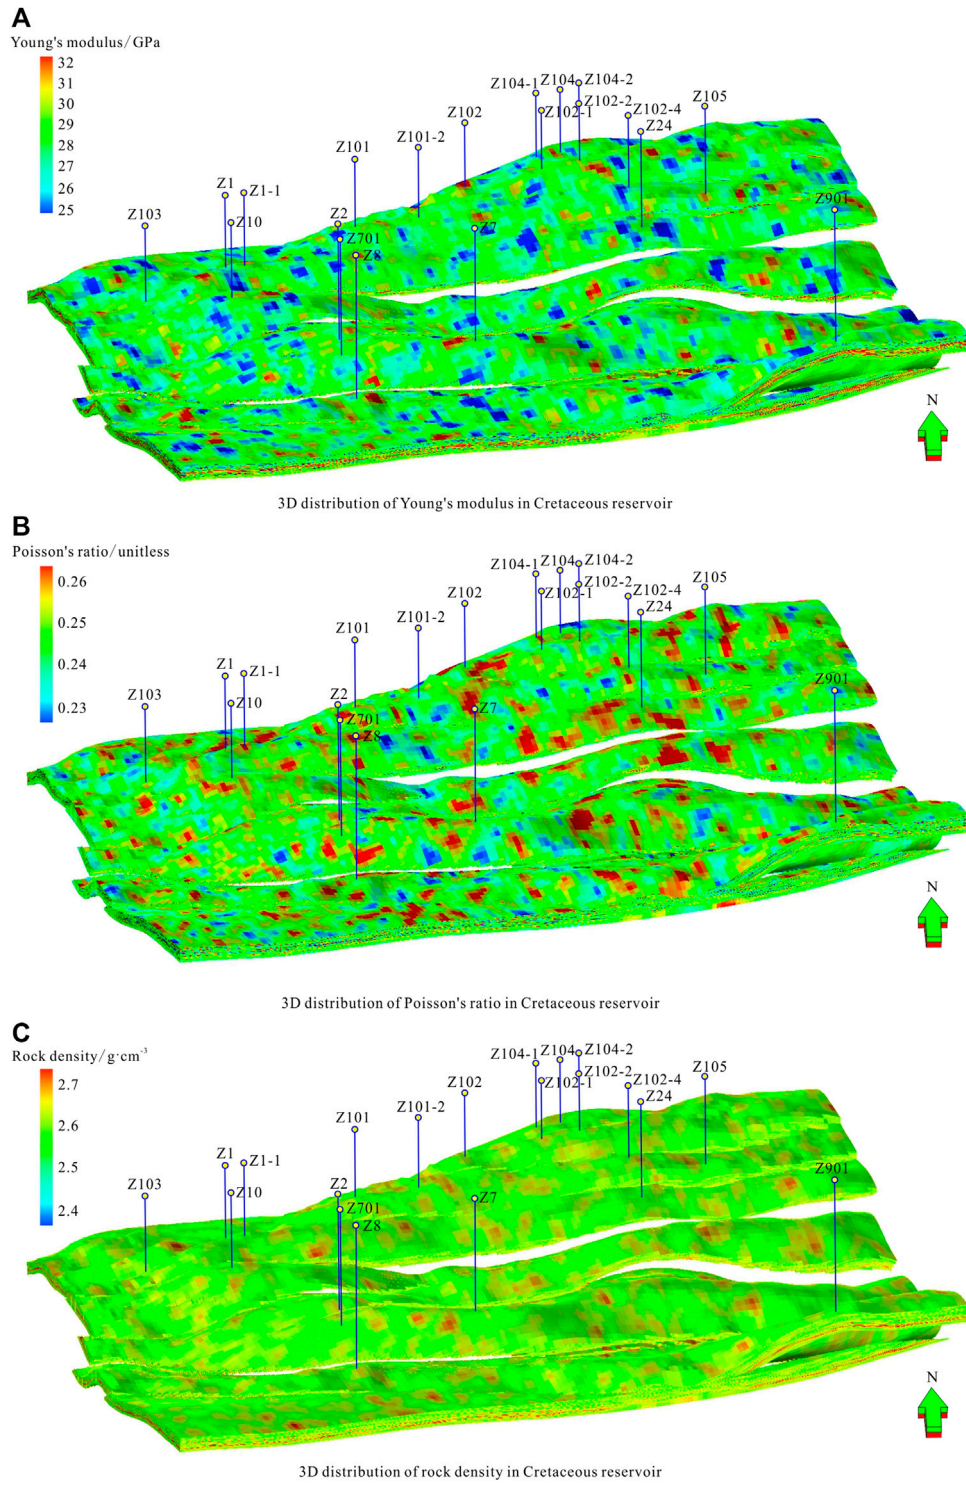 A
Young's modulus/GPa
32
31
30
29
28
26
25
Z104-1
Z104
Z104-2
Z102-1
Z102-2
Z102-4
Z24
Z105
Z102
Z101-2
Z101
Z1
Z1-1
Z10
Z103
Z2
Z701
Z8
Z7
Z901
N
3D distribution of Young's modulus in Cretaceous reservoir
B
Poisson's ratio/unitless
0.26
0.25
0.24
0.23
Z104-1
Z104
Z104-2
Z102-1
Z102-2
Z102-4
Z24
Z105
Z102
Z101-2
Z101
Z1
Z1-1
Z10
Z103
Z2
Z701
Z8
Z7
Z901
N
3D distribution of Poisson's ratio in Cretaceous reservoir
C
Rock density/g·cm⁻³
2.7
2.6
2.5
2.4
Z104-1
Z104
Z104-2
Z102-1
Z102-2
Z102-4
Z24
Z105
Z102
Z101-2
Z101
Z1
Z1-1
Z10
Z103
Z2
Z701
Z8
Z7
Z901
N
3D distribution of rock density in Cretaceous reservoir